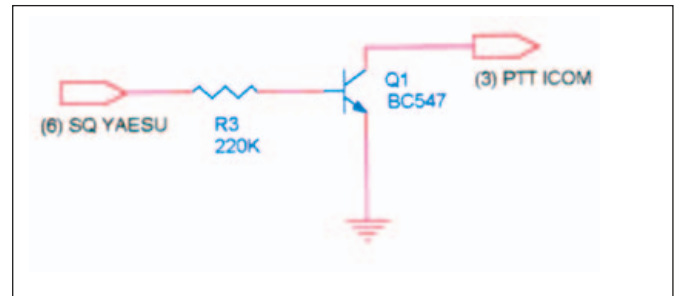 (6) SQ YAESU
R3
220K
Q1
BC547
(3) PTT ICOM